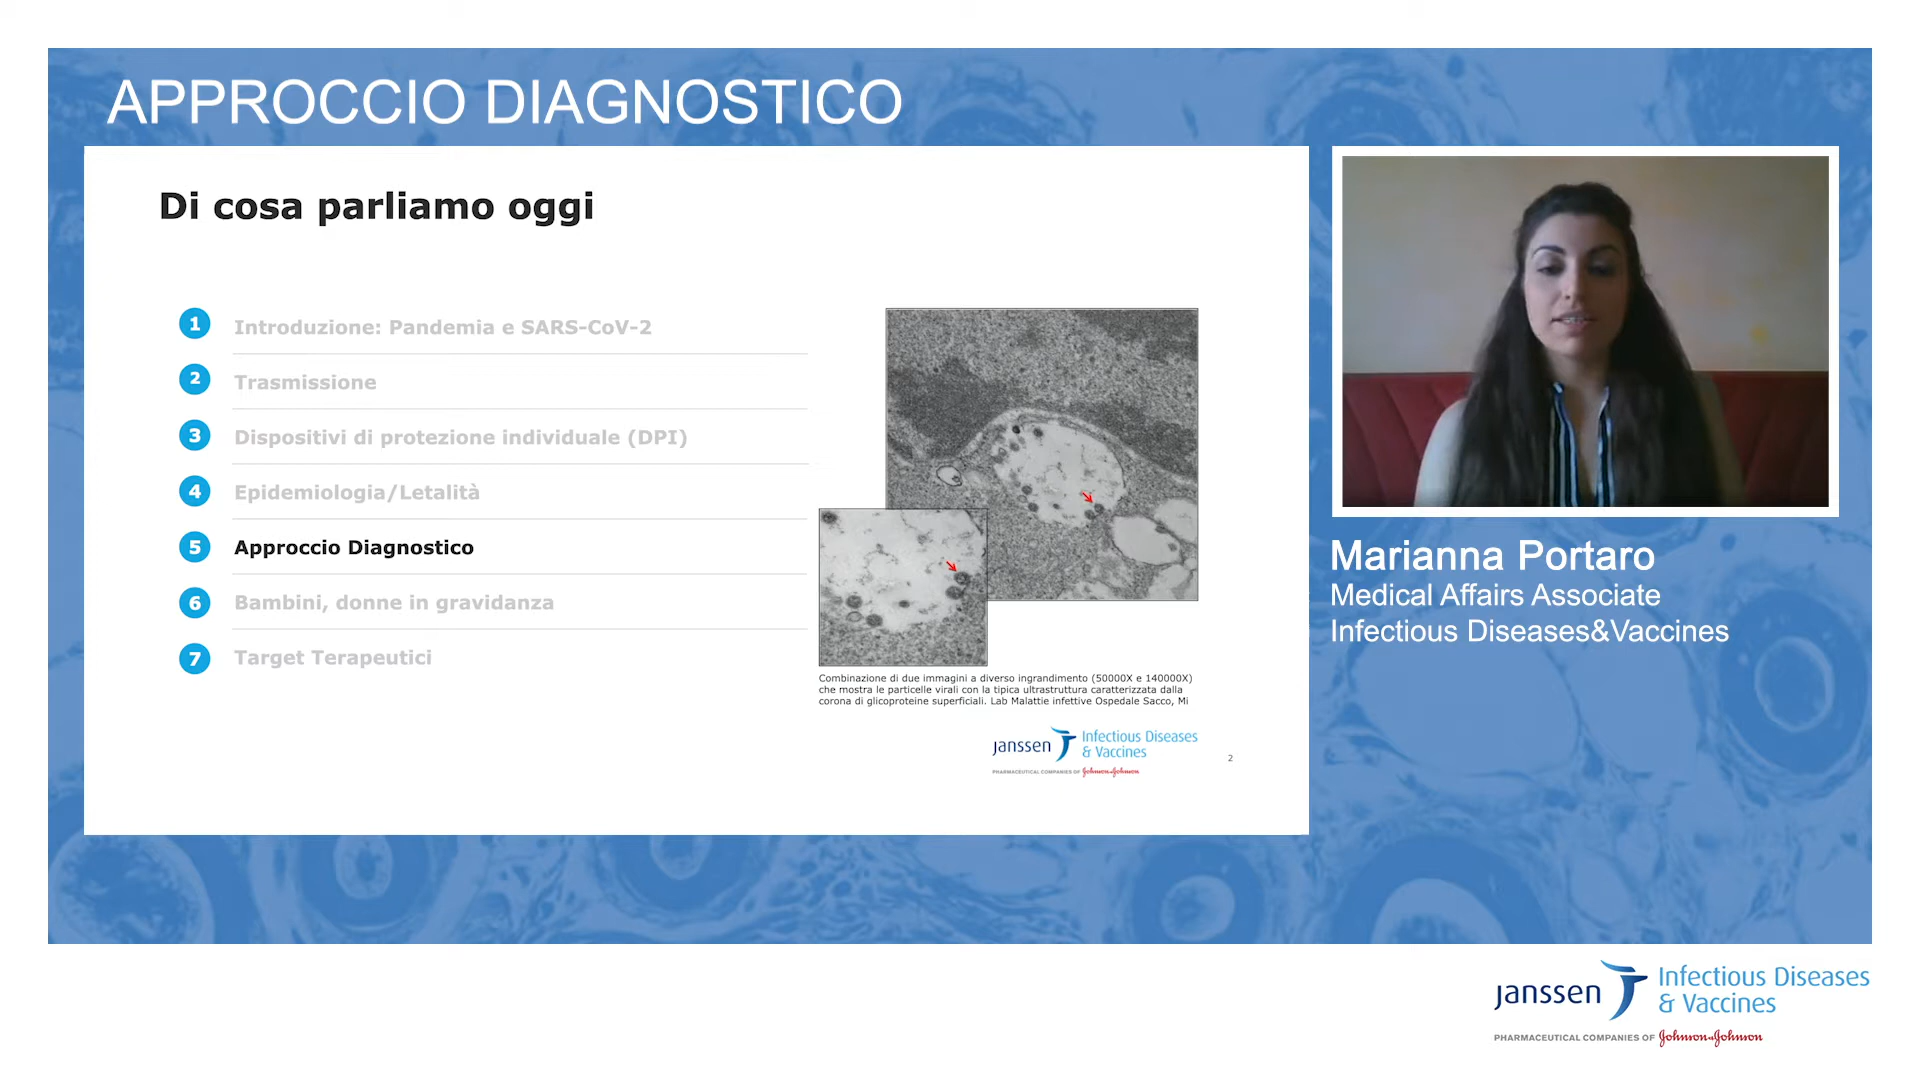 APPROCCIO DIAGNOSTICO
Di cosa parliamo oggi
1 Introduzione: Pandemia e SARS-CoV-2
2 Trasmissione
3 Dispositivi di protezione individuale (DPI)
4 Epidemiologia/Letalità
5 Approccio Diagnostico
6 Bambini, donne in gravidanza
7 Target Terapeutici
Combinazione di due immagini a diverso ingrandimento (50000X e 140000X)
che mostra le particelle virali con la tipica ultrastruttura caratterizzata dalla
corona di glicoproteine superficiali. Lab Malattie infettive Ospedale Sacco, Mi
janssen Infectious Diseases
& Vaccines
PHARMACEUTICAL COMPANIES OF Johnson & Johnson
2
Marianna Portaro
Medical Affairs Associate
Infectious Diseases&Vaccines
janssen Infectious Diseases
& Vaccines
PHARMACEUTICAL COMPANIES OF Johnson & Johnson